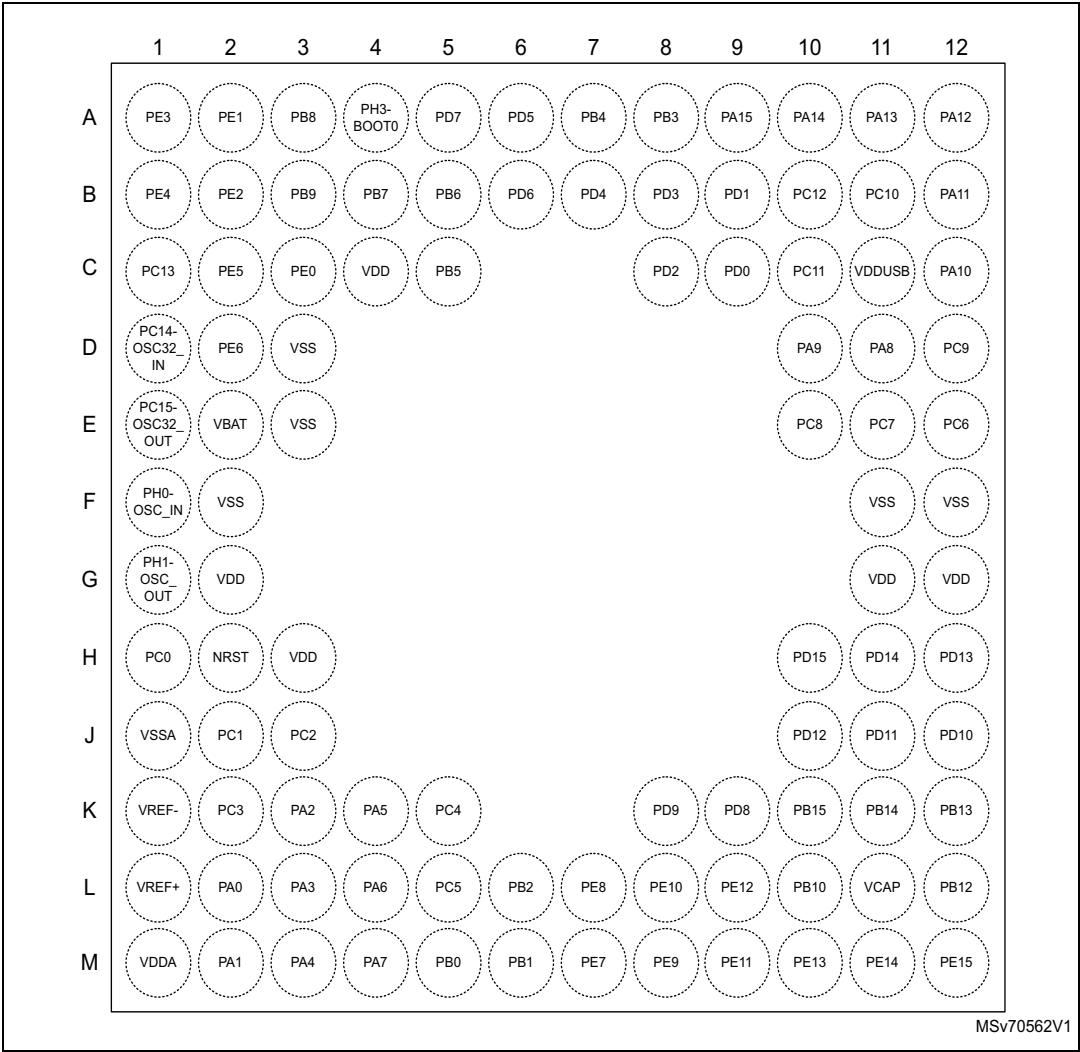 1 2 3 4 5 6 7 8 9 10 11 12
A PE3 PE1 PB8 PH3-
BOOT0 PD7 PD5 PB4 PB3 PA15 PA14 PA13 PA12
B PE4 PE2 PB9 PB7 PB6 PD6 PD4 PD3 PD1 PC12 PC10 PA11
C PC13 PE5 PE0 VDD PB5 PD2 PD0 PC11 VDDUSB PA10
D PC14-
OSC32_
IN PE6 VSS PA9 PA8 PC9
E PC15-
OSC32_
OUT VBAT VSS PC8 PC7 PC6
F PH0-
OSC_IN VSS VSS VSS
G PH1-
OSC_
OUT VDD VDD VDD
H PC0 NRST VDD PD15 PD14 PD13
J VSSA PC1 PC2 PD12 PD11 PD10
K VREF- PC3 PA2 PA5 PC4 PD9 PD8 PB15 PB14 PB13
L VREF+ PA0 PA3 PA6 PC5 PB2 PE8 PE10 PE12 PB10 VCAP PB12
M VDDA PA1 PA4 PA7 PB0 PB1 PE7 PE9 PE11 PE13 PE14 PE15
MSv70562V1